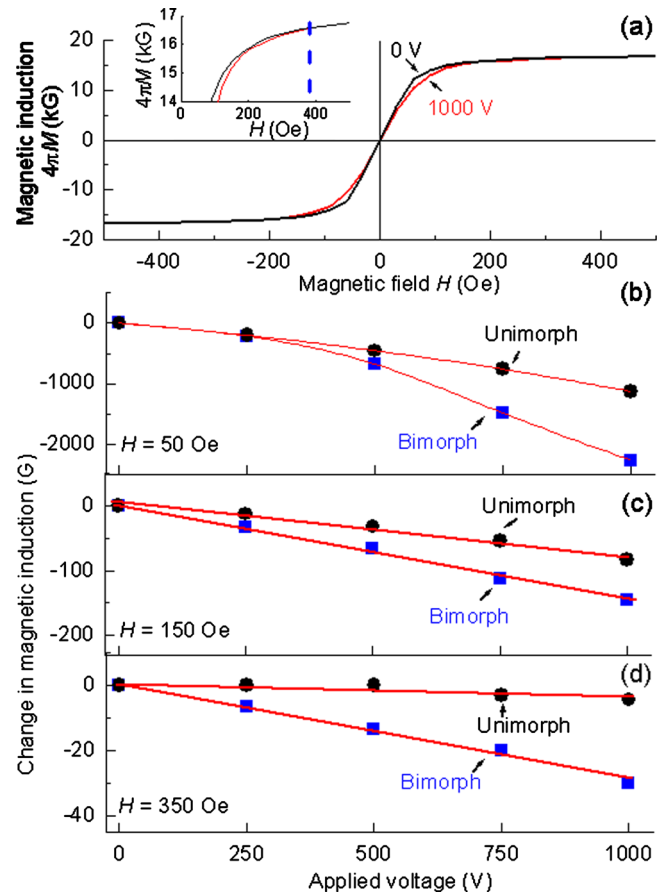 (a)
17
16
15
14
4πM (kG)
0 200 400
H (Oe)
0 V
1000 V
20
10
0
-10
-20
Magnetic induction
4πM (kG)
-400 -200 0 200 400
Magnetic field H (Oe)
(b)
0
-1000
-2000
Unimorph
Bimorph
H = 50 Oe
(c)
0
-100
-200
Unimorph
Bimorph
H = 150 Oe
(d)
0
-20
-40
Unimorph
Bimorph
H = 350 Oe
Change in magnetic induction (G)
0 250 500 750 1000
Applied voltage (V)